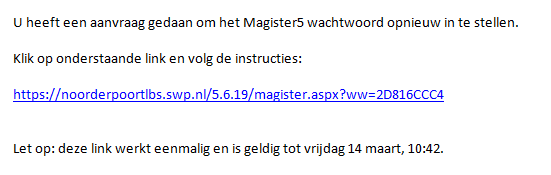 U heeft een aanvraag gedaan om het Magister5 wachtwoord opnieuw in te stellen.
Klik op onderstaande link en volg de instructies:
https://noorderpoortlbs.swp.nl/5.6.19/magister.aspx?ww=2D816CCC4
Let op: deze link werkt eenmalig en is geldig tot vrijdag 14 maart, 10:42.